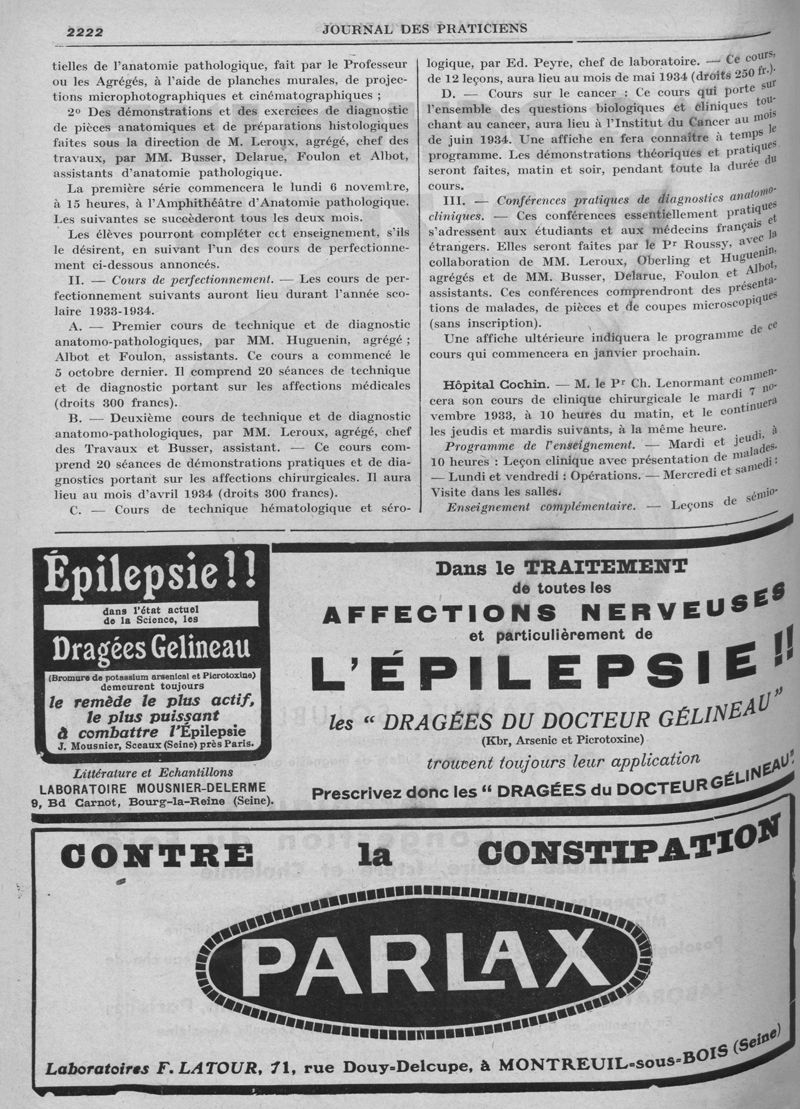 2222
JOURNAL DES PRATICIENS
tielles de l'anatomie pathologique, fait par le Professeur
ou les Agrégés, à l'aide de planches murales, de projec-
tions microphotographiques et cinématographiques ;
2º Des démonstrations et des exercices de diagnostic
de pièces anatomiques et de préparations histologiques
faites sous la direction de M. Leroux, agrégé, chef des
travaux, par MM. Busser, Delarue, Foulon et Albot,
assistants d'anatomie pathologique.
La première série commencera le lundi 6 novembre,
à 15 heures, à l'Amphithéâtre d'Anatomie pathologique.
Les suivantes se succèderont tous les deux mois.
Les élèves pourront compléter cet enseignement, s'ils
le désirent, en suivant l'un des cours de perfectionne-
ment ci-dessous annoncés.
II. — Cours de perfectionnement. — Les cours de per-
fectionnement suivants auront lieu durant l'année sco-
laire 1933-1934.
A. — Premier cours de technique et de diagnostic
anatomo-pathologiques, par MM. Huguenin, agrégé ;
Albot et Foulon, assistants. Ce cours a commencé le
5 octobre dernier. Il comprend 20 séances de technique
et de diagnostic portant sur les affections médicales
(droits 300 francs).
B. — Deuxième cours de technique et de diagnostic
anatomo-pathologiques, par MM. Leroux, agrégé, chef
des Travaux et Busser, assistant. — Ce cours com-
prend 20 séances de démonstrations pratiques et de dia-
gnostics portant sur les affections chirurgicales. Il aura
lieu au mois d'avril 1934 (droits 300 francs).
C. — Cours de technique hématologique et séro-
logique, par Ed. Peyre, chef de laboratoire. — Ce cours,
de 12 leçons, aura lieu au mois de mai 1934 (droits 250 fr.).
D. — Cours sur le cancer : Ce cours qui porte sur
l'ensemble des questions biologiques et cliniques tou-
chant au cancer, aura lieu à l'Institut du Cancer au mois
de juin 1934. Une affiche en fera connaître à temps le
programme. Les démonstrations théoriques et pratiques
seront faites, matin et soir, pendant toute la durée du
cours.
III. — Conférences pratiques de diagnostics anatomo-
cliniques. — Ces conférences essentiellement pratiques
s'adressent aux étudiants et aux médecins français et
étrangers. Elles seront faites par le Pr Roussy, avec la
collaboration de MM. Leroux, Oberling et Huguenin,
agrégés et de MM. Busser, Delarue, Foulon et Albot,
assistants. Ces conférences comprendront des présenta-
tions de malades, de pièces et de coupes microscopiques
(sans inscription).
Une affiche ultérieure indiquera le programme de ce
cours qui commencera en janvier prochain.
Hôpital Cochin. — M. le Pr Ch. Lenormant commen-
cera son cours de clinique chirurgicale le mardi 7 no-
vembre 1933, à 10 heures du matin, et le continuera
les jeudis et mardis suivants, à la même heure.
Programme de l'enseignement. — Mardi et jeudi, à
10 heures : Leçon clinique avec présentation de malades.
— Lundi et vendredi : Opérations. — Mercredi et samedi :
Visite dans les salles.
Enseignement complémentaire. — Leçons de sémio-
Épilepsie!!
dans l'état actuel
de la Science, les
Dragées Gelineau
(Bromure de potassium arsenical et Picrotoxine)
demeurent toujours
le remède le plus actif,
le plus puissant
à combattre l'Épilepsie
J. Mousnier, Sceaux (Seine) près Paris.
Littérature et Echantillons
LABORATOIRE MOUSNIER-DELERME
9, Bd Carnot, Bourg-la-Reine (Seine).
Dans le TRAITEMENT
de toutes les
AFFECTIONS NERVEUSES
et particulièrement de
L'ÉPILEPSIE!!
les “ DRAGÉES DU DOCTEUR GÉLINEAU ”
(Kbr, Arsenic et Picrotoxine)
trouvent toujours leur application
Prescrivez donc les “ DRAGÉES du DOCTEUR GÉLINEAU”.
CONTRE la CONSTIPATION
PARLAX
Laboratoires F. LATOUR, 71, rue Douy=Delcupe, à MONTREUIL=sous=BOIS (Seine)